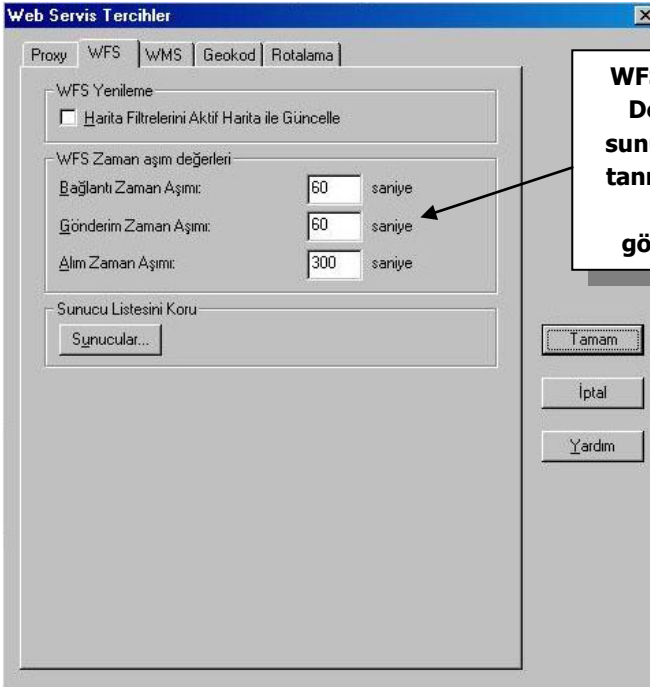 Web Servis Tercihler
Proxy WFS WMS Geokod Rotalama
WFS Yenileme
Harita Filtrelerini Aktif Harita ile Güncelle
WFS Zaman aşım değerleri
Bağlantı Zaman Aşımı: 60 saniye
Gönderim Zaman Aşımı: 60 saniye
Alım Zaman Aşımı: 300 saniye
Sunucu Listesini Koru
Sunucular...
Tamam
İptal
Yardım